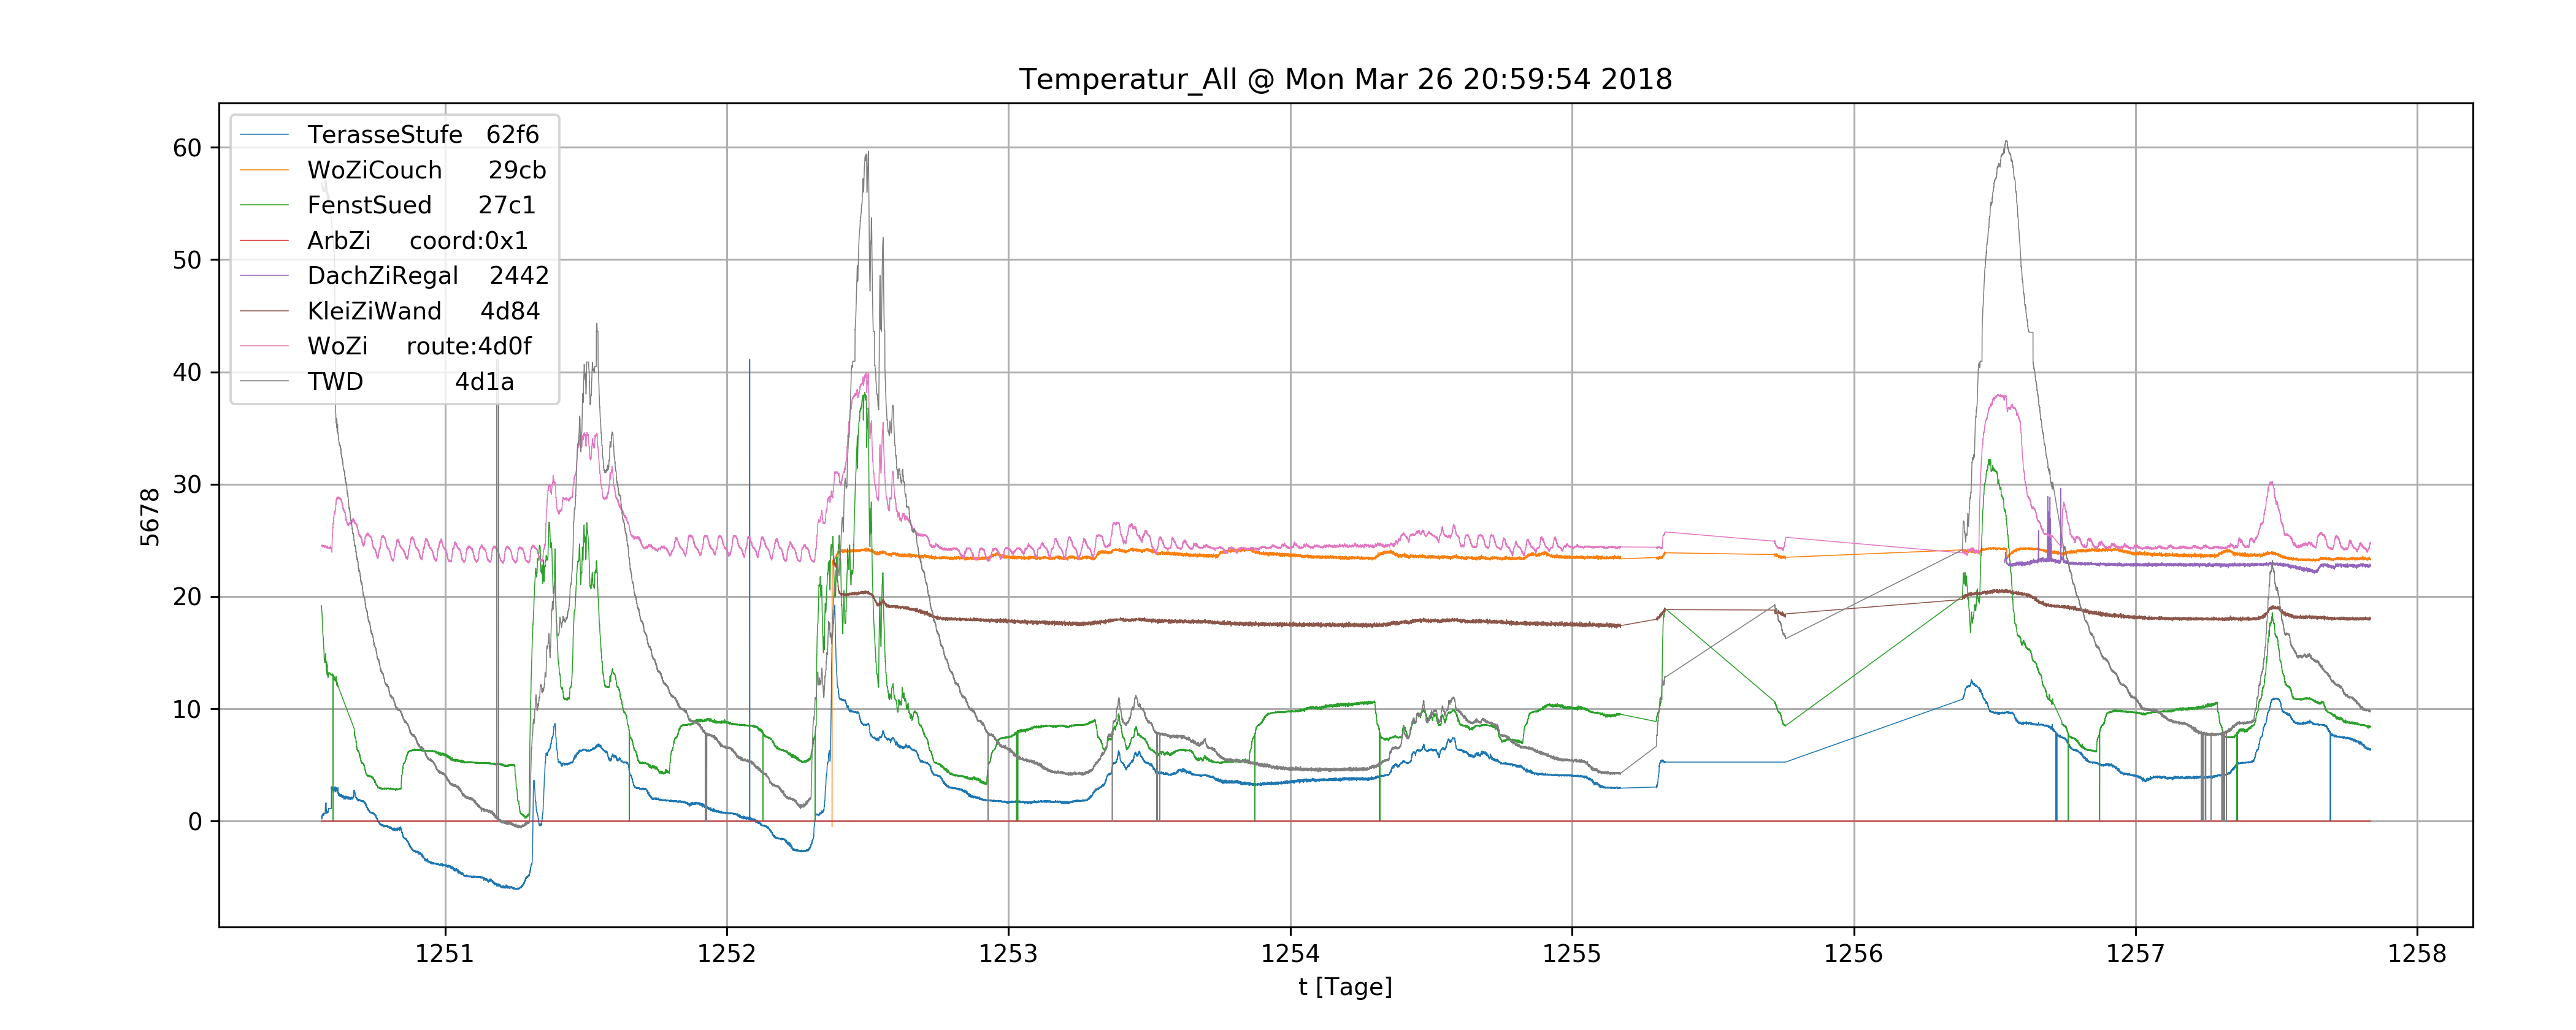 Temperatur_All @ Mon Mar 26 20:59:54 2018
60
50
40
30
20
10
0
5678
TerasseStufe 62f6
WoZiCouch 29cb
FenstSued 27c1
ArbZi coord:0x1
DachZiRegal 2442
KleiZiWand 4d84
WoZi route:4d0f
TWD 4d1a
1251 1252 1253 1254 1255 1256 1257 1258
t [Tage]